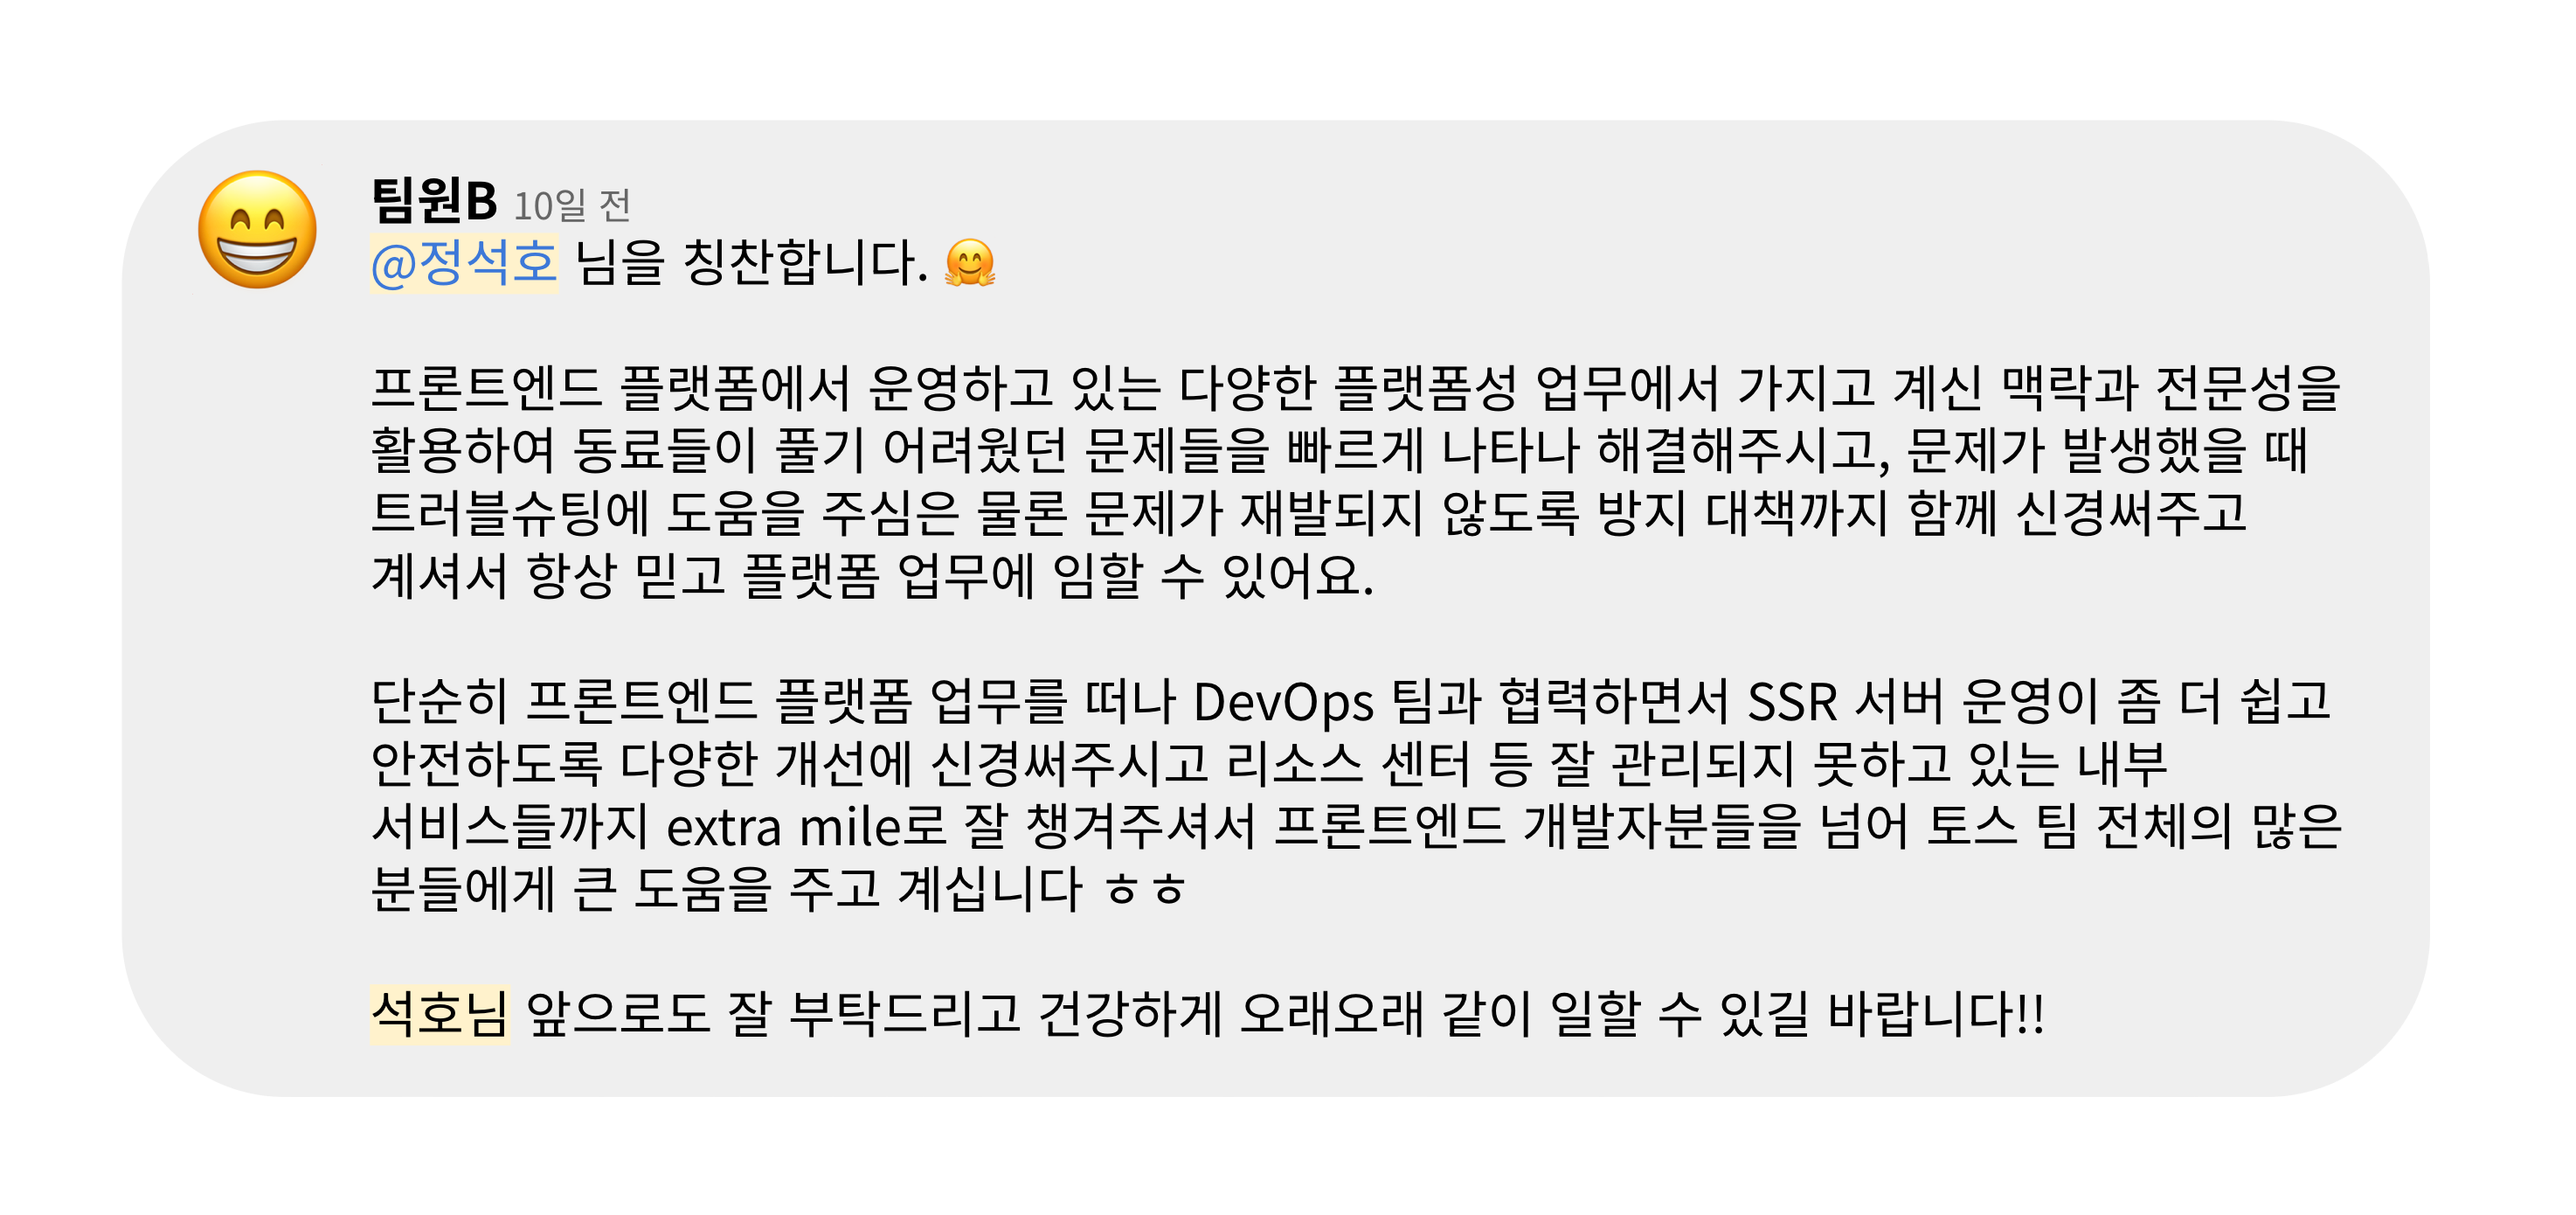 팀원B 10일 전
@정석호 님을 칭찬합니다. 🤗
프론트엔드 플랫폼에서 운영하고 있는 다양한 플랫폼성 업무에서 가지고 계신 맥락과 전문성을
활용하여 동료들이 풀기 어려웠던 문제들을 빠르게 나타나 해결해주시고, 문제가 발생했을 때
트러블슈팅에 도움을 주심은 물론 문제가 재발되지 않도록 방지 대책까지 함께 신경써주고
계셔서 항상 믿고 플랫폼 업무에 임할 수 있어요.
단순히 프론트엔드 플랫폼 업무를 떠나 DevOps 팀과 협력하면서 SSR 서버 운영이 좀 더 쉽고
안전하도록 다양한 개선에 신경써주시고 리소스 센터 등 잘 관리되지 못하고 있는 내부
서비스들까지 extra mile로 잘 챙겨주셔서 프론트엔드 개발자분들을 넘어 토스 팀 전체의 많은
분들에게 큰 도움을 주고 계십니다 ㅎㅎ
석호님 앞으로도 잘 부탁드리고 건강하게 오래오래 같이 일할 수 있길 바랍니다!!